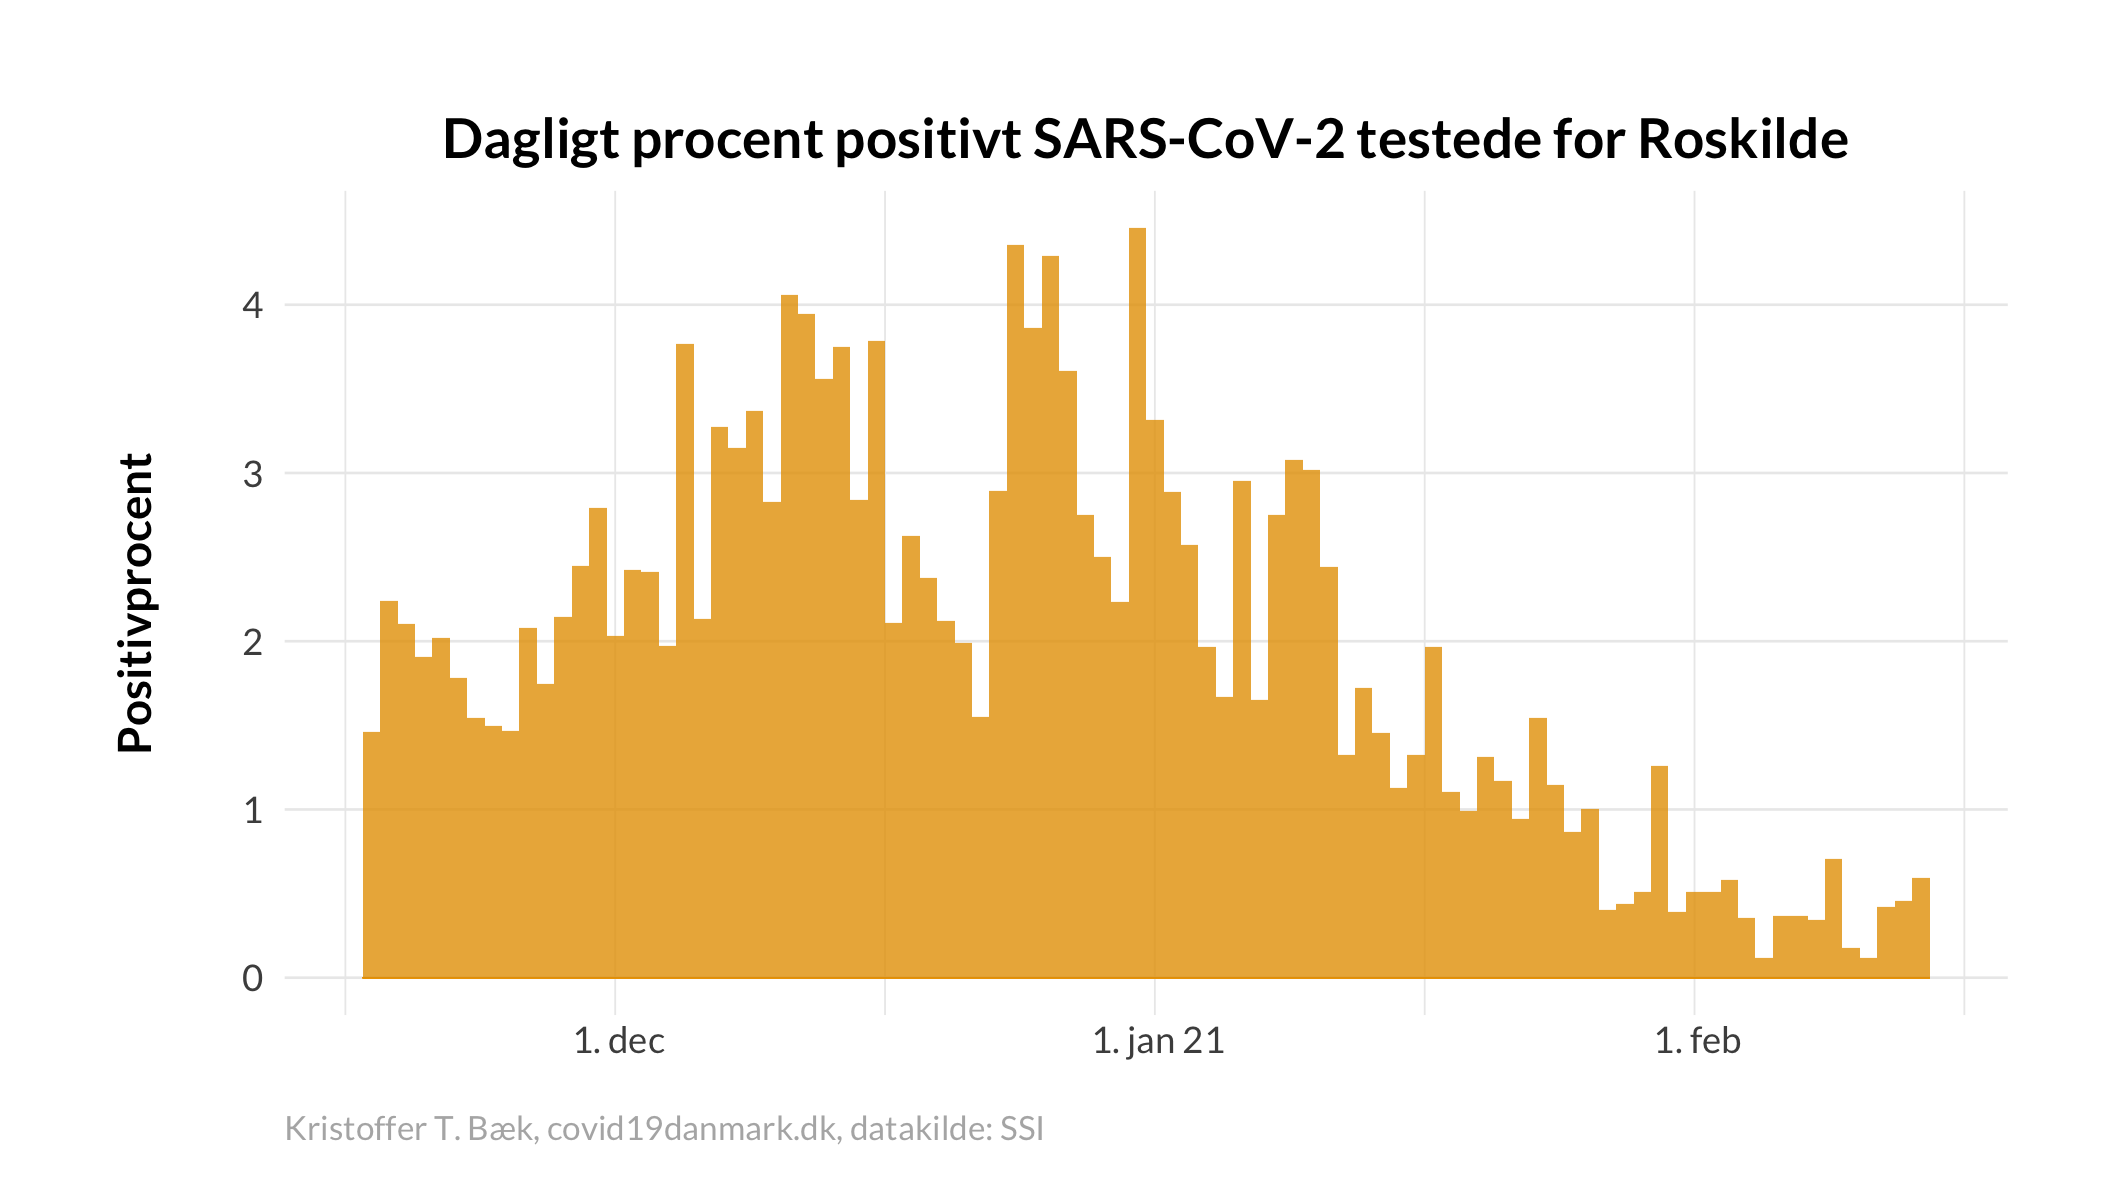 Dagligt procent positivt SARS-CoV-2 testede for Roskilde
Positivprocent
4
3
2
1
0
1. dec
1. jan 21
1. feb
Kristoffer T. Bæk, covid19danmark.dk, datakilde: SSI